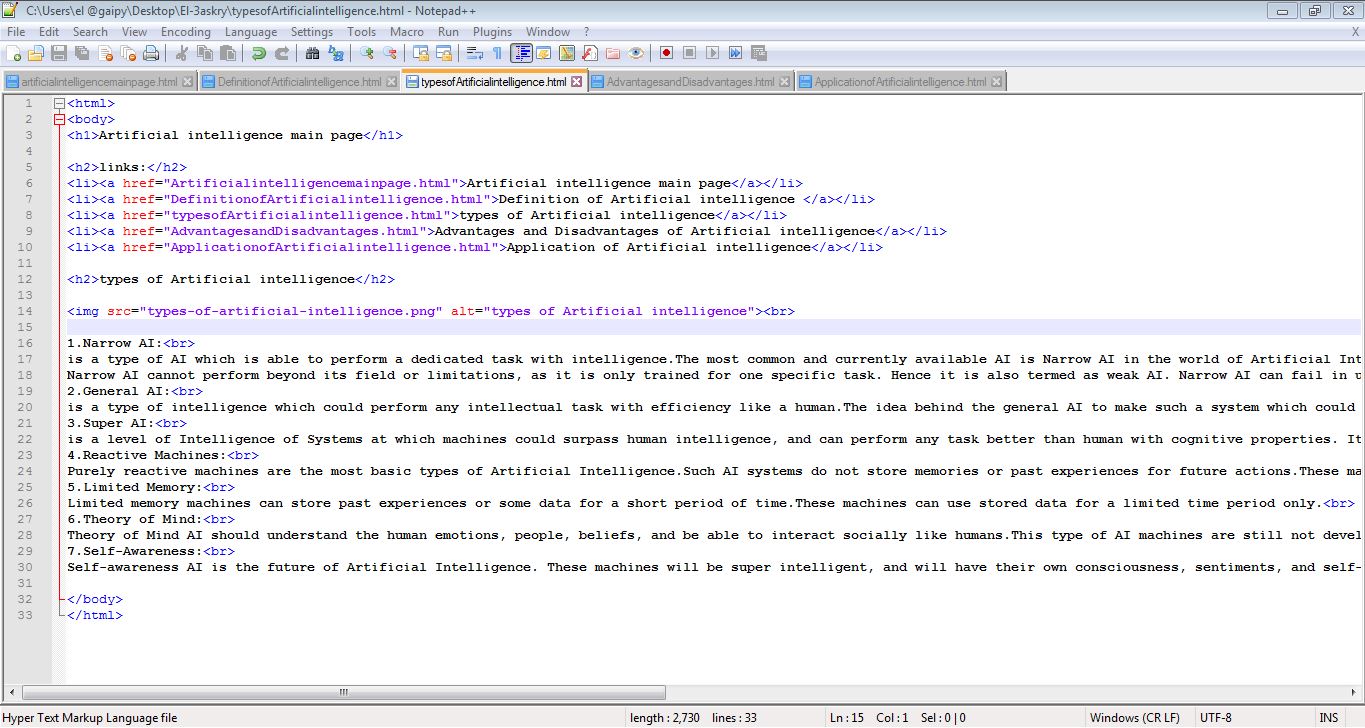 C:\Users\el @gaipy\Desktop\El-3askry\typesofArtificialintelligence.html - Notepad++
File Edit Search View Encoding Language Settings Tools Macro Run Plugins Window ? X
artificialintelligencemainpage.html DefinitionofArtificialintelligence.html typesofArtificialintelligence.html AdvantagesandDisadvantages.html ApplicationofArtificialintelligence.html
1 <html>
2 <body>
3 <h1>Artificial intelligence main page</h1>
4
5 <h2>links:</h2>
6 <li><a href="Artificialintelligencemainpage.html">Artificial intelligence main page</a></li>
7 <li><a href="DefinitionofArtificialintelligence.html">Definition of Artificial intelligence </a></li>
8 <li><a href="typesofArtificialintelligence.html">types of Artificial intelligence</a></li>
9 <li><a href="AdvantagesandDisadvantages.html">Advantages and Disadvantages of Artificial intelligence</a></li>
10 <li><a href="ApplicationofArtificialintelligence.html">Application of Artificial intelligence</a></li>
11
12 <h2>types of Artificial intelligence</h2>
13
14 <img src="types-of-artificial-intelligence.png" alt="types of Artificial intelligence"><br>
15
16 1.Narrow AI:<br>
17 is a type of AI which is able to perform a dedicated task with intelligence.The most common and currently available AI is Narrow AI in the world of Artificial Int
18 Narrow AI cannot perform beyond its field or limitations, as it is only trained for one specific task. Hence it is also termed as weak AI. Narrow AI can fail in u
19 2.General AI:<br>
20 is a type of intelligence which could perform any intellectual task with efficiency like a human.The idea behind the general AI to make such a system which could
21 3.Super AI:<br>
22 is a level of Intelligence of Systems at which machines could surpass human intelligence, and can perform any task better than human with cognitive properties. It
23 4.Reactive Machines:<br>
24 Purely reactive machines are the most basic types of Artificial Intelligence.Such AI systems do not store memories or past experiences for future actions.These ma
25 5.Limited Memory:<br>
26 Limited memory machines can store past experiences or some data for a short period of time.These machines can use stored data for a limited time period only.<br>
27 6.Theory of Mind:<br>
28 Theory of Mind AI should understand the human emotions, people, beliefs, and be able to interact socially like humans.This type of AI machines are still not devel
29 7.Self-Awareness:<br>
30 Self-awareness AI is the future of Artificial Intelligence. These machines will be super intelligent, and will have their own consciousness, sentiments, and self-
31
32 </body>
33 </html>
Hyper Text Markup Language file length : 2,730 lines : 33 Ln : 15 Col : 1 Sel : 0 | 0 Windows (CR LF) UTF-8 INS